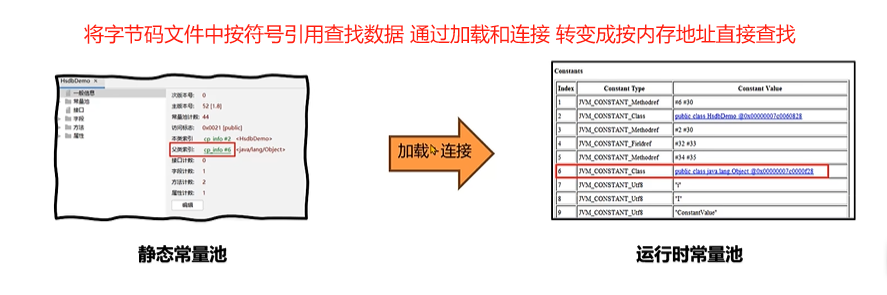 将字节码文件中按符号引用查找数据 通过加载和连接 转变成按内存地址直接查找
HsdbDemo ×
一般信息
常量池
接口
字段
方法
属性
次版本号: 0
主版本号: 52 [1.8]
常量池计数: 44
访问标志: 0x0021 [public]
本类索引: cp_info #2 <HsdbDemo>
父类索引: cp_info #6 <java/lang/Object>
接口计数: 0
字段计数: 1
方法计数: 2
属性计数: 1
编辑
静态常量池
加载 连接
Constants
Index Constant Type Constant Value
1 JVM_CONSTANT_Methodref #6 #30
2 JVM_CONSTANT_Class public class HsdbDemo @0x00000007c0060828
3 JVM_CONSTANT_Methodref #2 #30
4 JVM_CONSTANT_Fieldref #32 #33
5 JVM_CONSTANT_Methodref #34 #35
6 JVM_CONSTANT_Class public class java.lang.Object @0x00000007c0000f28
7 JVM_CONSTANT_Utf8 "i"
8 JVM_CONSTANT_Utf8 "I"
9 JVM_CONSTANT_Utf8 "ConstantValue"
运行时常量池